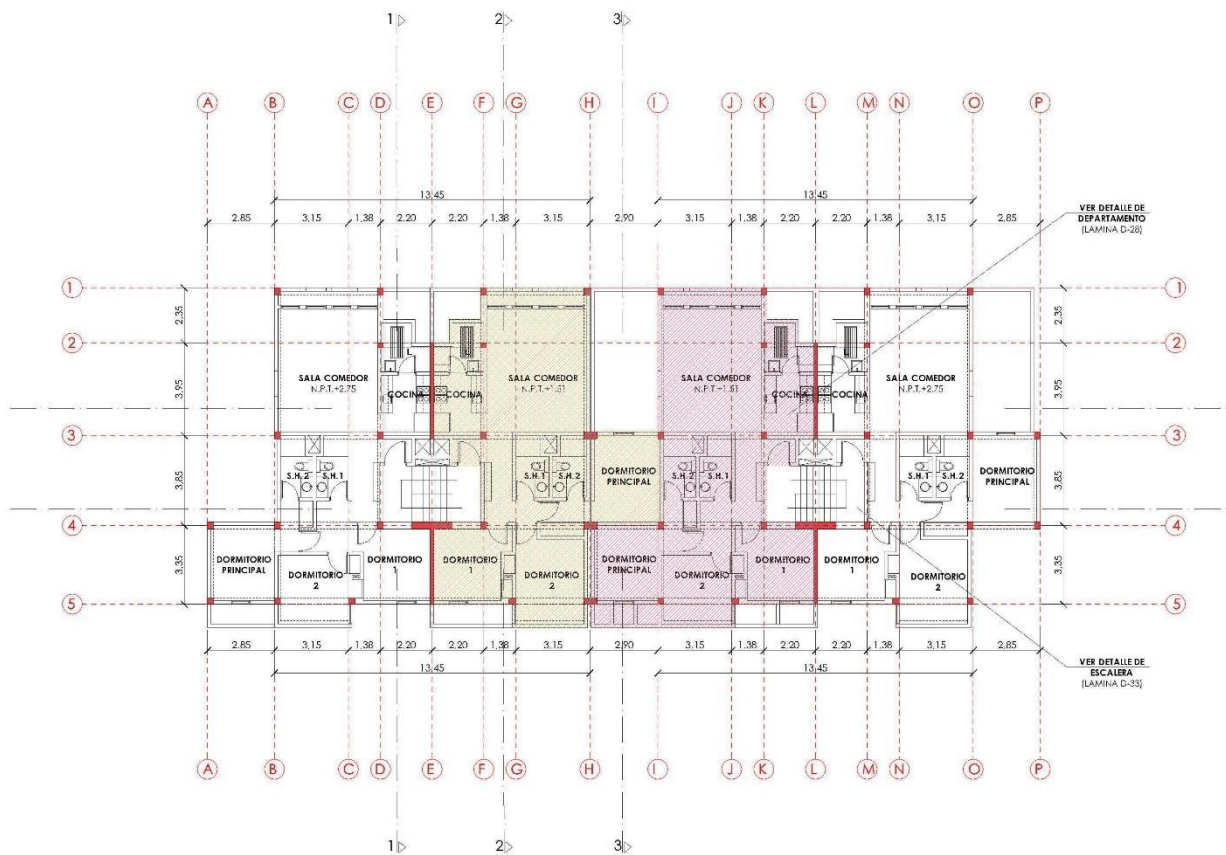 1 2 3
A B C D E F G H I J K L M N O P
13,45 13,45
2,85 3,15 1,38 2,20 2,20 1,38 3,15 2,90 3,15 1,38 2,20 2,20 1,38 3,15 2,85
VER DETALLE DE
DEPARTAMENTO
(LAMINA D-28)
1 1
2,35 2,35
2 2
L
SALA COMEDOR SALA COMEDOR SALA COMEDOR SALA COMEDOR
N.P.T.+2.75 N.P.T.+1.51 N.P.T.+1.51 N.P.T.+2.75
COCINA COCINA COCINA COCINA
3,95 3,95
3 3
S.H.2 S.H.1 S.H.1 S.H.2 S.H.2 S.H.1 S.H.1 S.H.2
DORMITORIO DORMITORIO
PRINCIPAL PRINCIPAL
3,85 3,85
4 4
DORMITORIO DORMITORIO DORMITORIO DORMITORIO DORMITORIO DORMITORIO
PRINCIPAL 1 1 PRINCIPAL 1 1
DORMITORIO DORMITORIO DORMITORIO DORMITORIO
2 2 2 2
3,35 3,35
5 5
2,85 3,15 1,38 2,20 2,20 1,38 3,15 2,90 3,15 1,38 2,20 2,20 1,38 3,15 2,85
13,45 13,45
VER DETALLE DE
ESCALERA
(LAMINA D-33)
A B C D E F G H I J K L M N O P
1 2 3